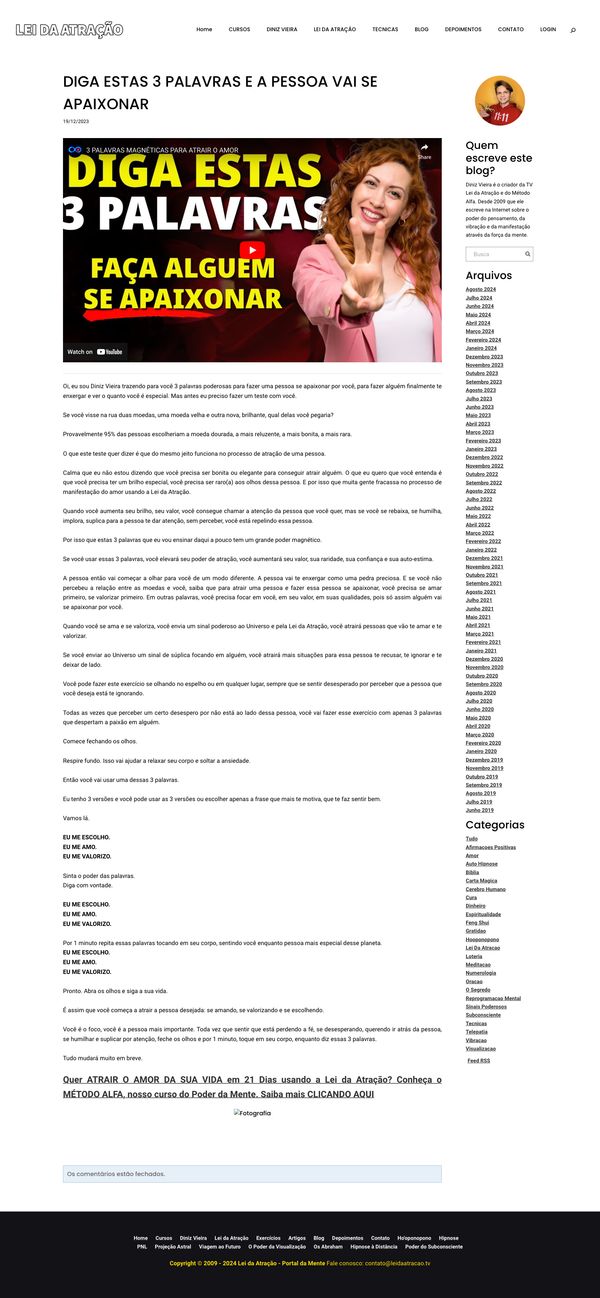 LEI DA ATRAÇÃO
Home CURSOS DINIZ VIEIRA LEI DA ATRAÇÃO TECNICAS BLOG DEPOIMENTOS CONTATO LOGIN
DIGA ESTAS 3 PALAVRAS E A PESSOA VAI SE
APAIXONAR
19/12/2023
3 PALAVRAS MAGNÉTICAS PARA ATRAIR O AMOR
Share
DIGA ESTAS
3 PALAVRAS
FAÇA ALGUÉM
SE APAIXONAR
Watch on YouTube
Oi, eu sou Diniz Vieira trazendo para você 3 palavras poderosas para fazer uma pessoa se apaixonar por você, para fazer alguém finalmente te
enxergar e ver o quanto você é especial. Mas antes eu preciso fazer um teste com você.
Se você visse na rua duas moedas, uma moeda velha e outra nova, brilhante, qual delas você pegaria?
Provavelmente 95% das pessoas escolheriam a moeda dourada, a mais reluzente, a mais bonita, a mais rara.
O que este teste quer dizer é que do mesmo jeito funciona no processo de atração de uma pessoa.
Calma que eu não estou dizendo que você precisa ser bonita ou elegante para conseguir atrair alguém. O que eu quero que você entenda é
que você precisa ter um brilho especial, você precisa ser raro(a) aos olhos dessa pessoa. E por isso que muita gente fracassa no processo de
manifestação do amor usando a Lei da Atração.
Quando você aumenta seu brilho, seu valor, você consegue chamar a atenção da pessoa que você quer, mas se você se rebaixa, se humilha,
implora, suplica para a pessoa te dar atenção, sem perceber, você está repelindo essa pessoa.
Por isso que estas 3 palavras que eu vou ensinar daqui a pouco tem um grande poder magnético.
Se você usar essas 3 palavras, você elevará seu poder de atração, você aumentará seu valor, sua raridade, sua confiança e sua auto-estima.
A pessoa então vai começar a olhar para você de um modo diferente. A pessoa vai te enxergar como uma pedra preciosa. E se você não
percebeu a relação entre as moedas e você, saiba que para atrair uma pessoa e fazer essa pessoa se apaixonar, você precisa se amar
primeiro, se valorizar primeiro. Em outras palavras, você precisa focar em você, em seu valor, em suas qualidades, pois só assim alguém vai
se apaixonar por você.
Quando você se ama e se valoriza, você envia um sinal poderoso ao Universo e pela Lei da Atração, você atrairá pessoas que vão te amar e te
valorizar.
Se você enviar ao Universo um sinal de súplica focando em alguém, você atrairá mais situações para essa pessoa te recusar, te ignorar e te
deixar de lado.
Você pode fazer este exercício se olhando no espelho ou em qualquer lugar, sempre que se sentir desesperado por perceber que a pessoa que
você deseja está te ignorando.
Todas as vezes que perceber um certo desespero por não está ao lado dessa pessoa, você vai fazer esse exercício com apenas 3 palavras
que despertam a paixão em alguém.
Comece fechando os olhos.
Respire fundo. Isso vai ajudar a relaxar seu corpo e soltar a ansiedade.
Então você vai usar uma dessas 3 palavras.
Eu tenho 3 versões e você pode usar as 3 versões ou escolher apenas a frase que mais te motiva, que te faz sentir bem.
Vamos lá.
EU ME ESCOLHO.
EU ME AMO.
EU ME VALORIZO.
Sinta o poder das palavras.
Diga com vontade.
EU ME ESCOLHO.
EU ME AMO.
EU ME VALORIZO.
Por 1 minuto repita essas palavras tocando em seu corpo, sentindo você enquanto pessoa mais especial desse planeta.
EU ME ESCOLHO.
EU ME AMO.
EU ME VALORIZO.
Pronto. Abra os olhos e siga a sua vida.
É assim que você começa a atrair a pessoa desejada: se amando, se valorizando e se escolhendo.
Você é o foco, você é a pessoa mais importante. Toda vez que sentir que está perdendo a fé, se desesperando, querendo ir atrás da pessoa,
se humilhar e suplicar por atenção, feche os olhos e por 1 minuto, toque em seu corpo, enquanto diz essas 3 palavras.
Tudo mudará muito em breve.
Quer ATRAIR O AMOR DA SUA VIDA em 21 Dias usando a Lei da Atração? Conheça o
MÉTODO ALFA, nosso curso do Poder da Mente. Saiba mais CLICANDO AQUI
Fotografia
Os comentários estão fechados.
11:11
Quem
escreve este
blog?
Diniz Vieira é o criador da TV
Lei da Atração e do Método
Alfa. Desde 2009 que ele
escreve na Internet sobre o
poder do pensamento, da
vibração e da manifestação
através da força da mente.
Busca
Arquivos
Agosto 2024
Julho 2024
Junho 2024
Maio 2024
Abril 2024
Março 2024
Fevereiro 2024
Janeiro 2024
Dezembro 2023
Novembro 2023
Outubro 2023
Setembro 2023
Agosto 2023
Julho 2023
Junho 2023
Maio 2023
Abril 2023
Março 2023
Fevereiro 2023
Janeiro 2023
Dezembro 2022
Novembro 2022
Outubro 2022
Setembro 2022
Agosto 2022
Julho 2022
Junho 2022
Maio 2022
Abril 2022
Março 2022
Fevereiro 2022
Janeiro 2022
Dezembro 2021
Novembro 2021
Outubro 2021
Setembro 2021
Agosto 2021
Julho 2021
Junho 2021
Maio 2021
Abril 2021
Março 2021
Fevereiro 2021
Janeiro 2021
Dezembro 2020
Novembro 2020
Outubro 2020
Setembro 2020
Agosto 2020
Julho 2020
Junho 2020
Maio 2020
Abril 2020
Março 2020
Fevereiro 2020
Janeiro 2020
Dezembro 2019
Novembro 2019
Outubro 2019
Setembro 2019
Agosto 2019
Julho 2019
Junho 2019
Categorias
Tudo
Afirmacoes Positivas
Amor
Auto Hipnose
Biblia
Carta Magica
Cerebro Humano
Cura
Dinheiro
Espiritualidade
Feng Shui
Gratidao
Hooponopono
Lei Da Atracao
Loteria
Meditacao
Numerologia
Oracao
O Segredo
Reprogramacao Mental
Sinais Poderosos
Subconsciente
Tecnicas
Telepatia
Vibracao
Visualizacao
Feed RSS
Home Cursos Diniz Vieira Lei da Atração Exercícios Artigos Blog Depoimentos Contato Ho'oponopono Hipnose
PNL Projeção Astral Viagem ao Futuro O Poder da Visualização Os Abraham Hipnose à Distância Poder do Subconsciente
Copyright © 2009 - 2024 Lei da Atração - Portal da Mente Fale conosco: contato@leidaatracao.tv